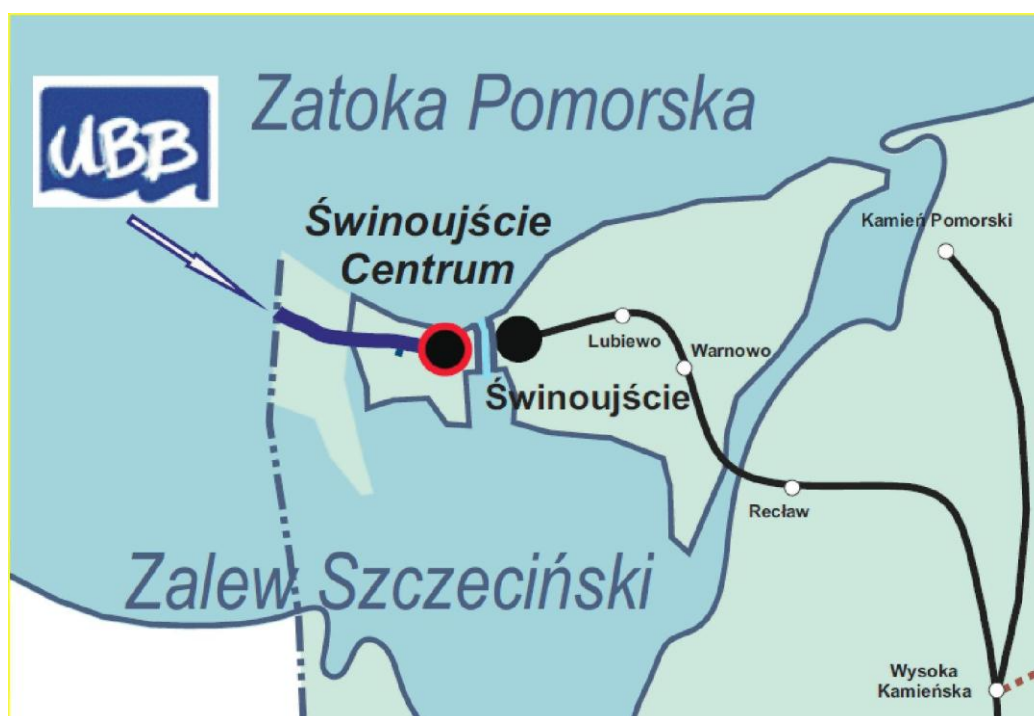 UBB
Zatoka Pomorska
Kamień Pomorski
Świnoujście
Centrum
Lubiewo
Warnowo
Świnoujście
Recław
Zalew Szczeciński
Wysoka
Kamieńska